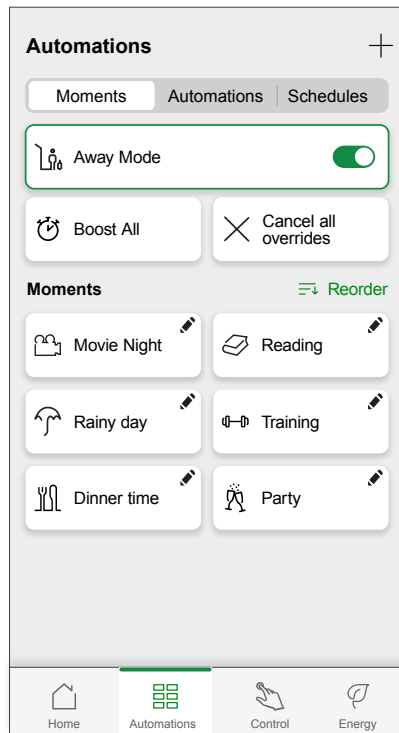 Automations
Moments Automations Schedules
Away Mode
Boost All
Cancel all
overrides
Moments
Reorder
Movie Night
Reading
Rainy day
Training
Dinner time
Party
Home Automations Control Energy